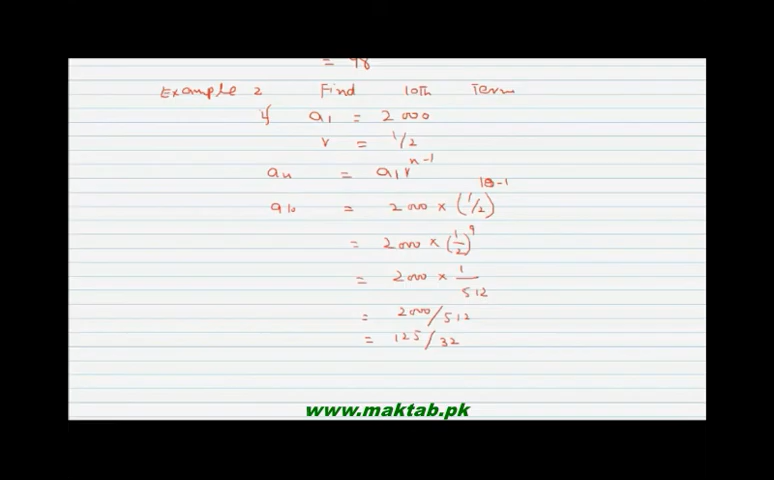 = 98
Example 2 Find 10th Term
if a1 = 2000
r = 1/2
an = a1r^n-1
a10 = 2000 × (1/2)^10-1
= 2000 × (1/2)^9
= 2000 × 1/512
= 2000/512
= 125/32
www.maktab.pk